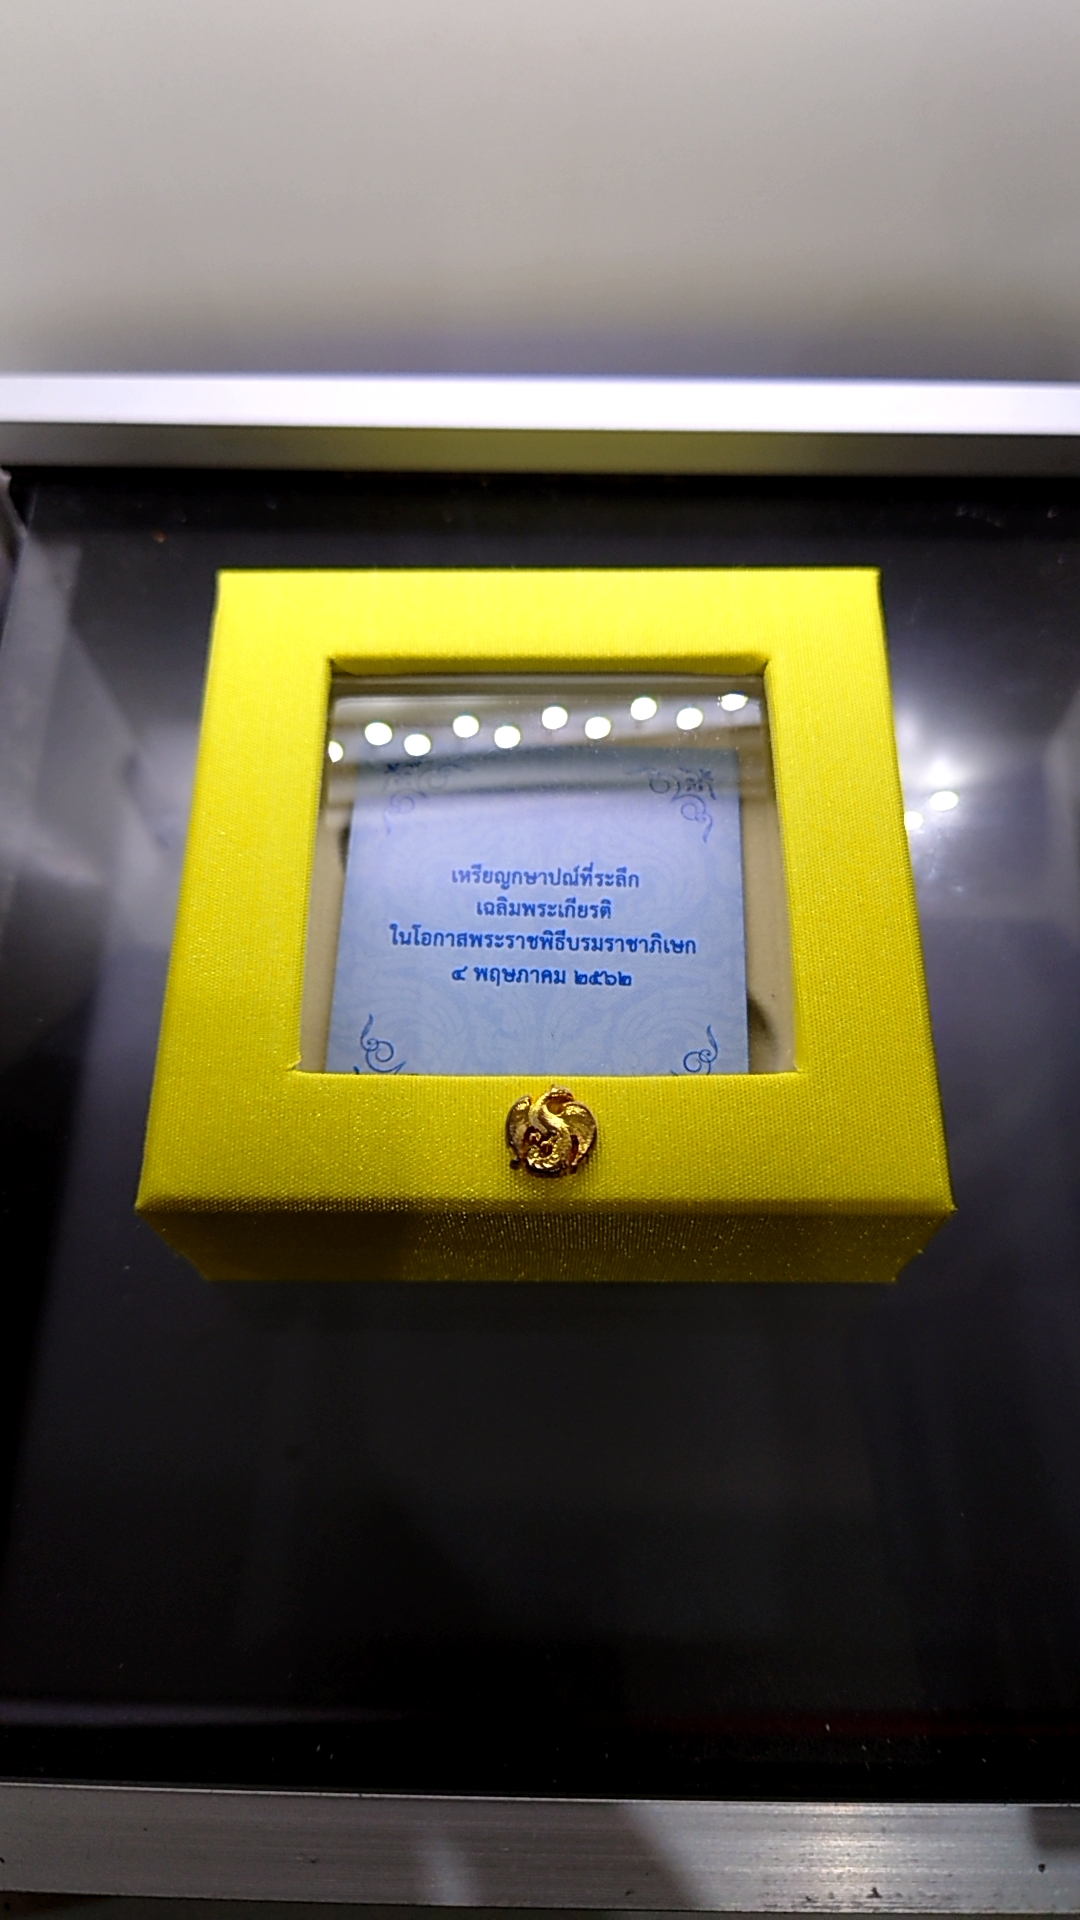 เหรียญกษาปณ์ที่ระลึก
เฉลิมพระเกียรติ
ในโอกาสพระราชพิธีบรมราชาภิเษก
๔ พฤษภาคม ๒๕๖๒